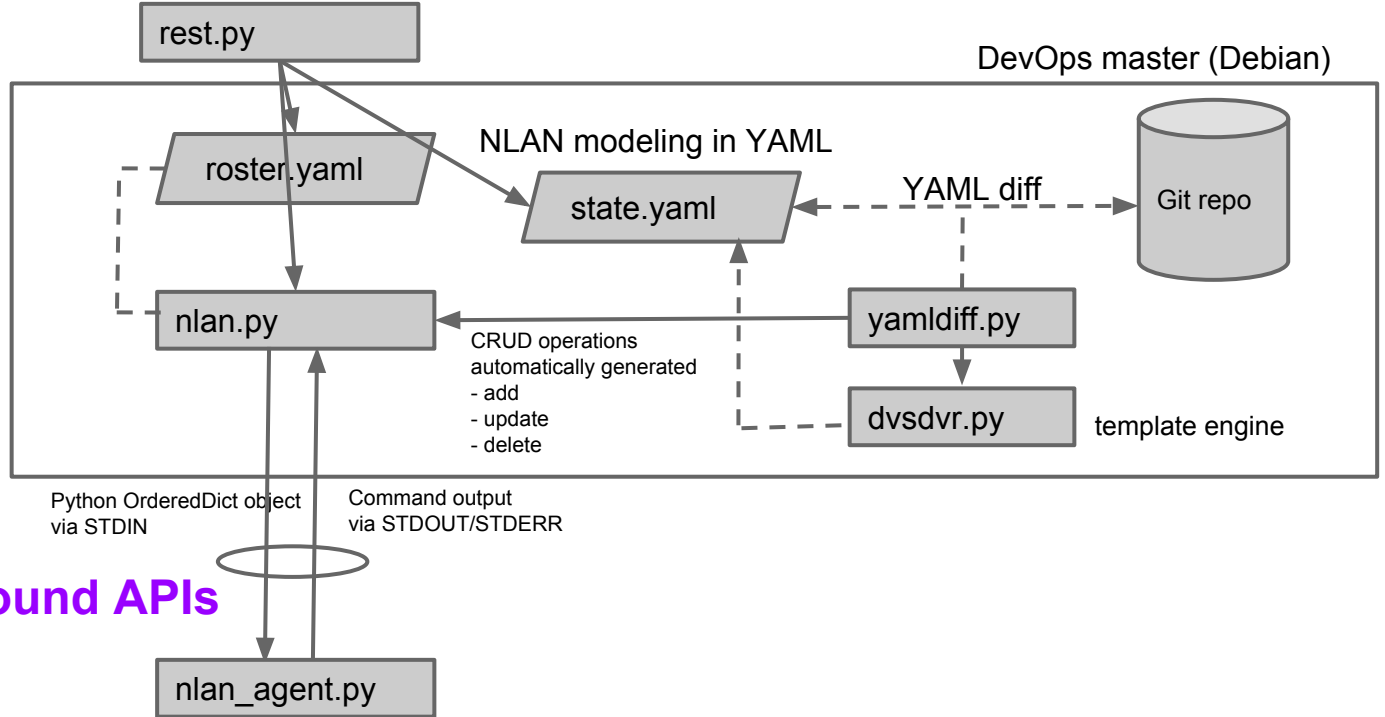 rest.py
DevOps master (Debian)
NLAN modeling in YAML
roster.yaml
state.yaml
YAML diff
Git repo
nlan.py
yamldiff.py
CRUD operations
automatically generated
- add
- update
- delete
dvsdvr.py
template engine
Python OrderedDict object
via STDIN
Command output
via STDOUT/STDERR
ound APIs
nlan_agent.py